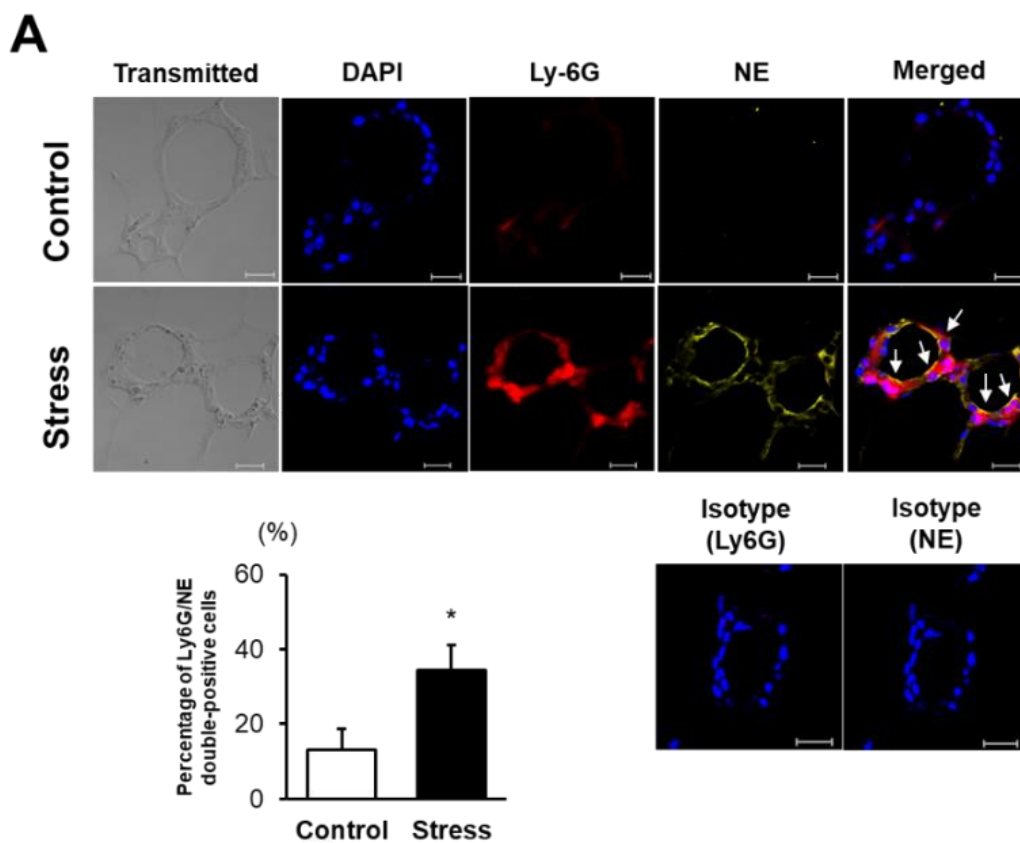 A
Transmitted DAPI Ly-6G NE Merged
Control
Stress
(%)
Percentage of Ly6G/NE
double-positive cells
60
40
20
0
*
Control Stress
Isotype
(Ly6G)
Isotype
(NE)